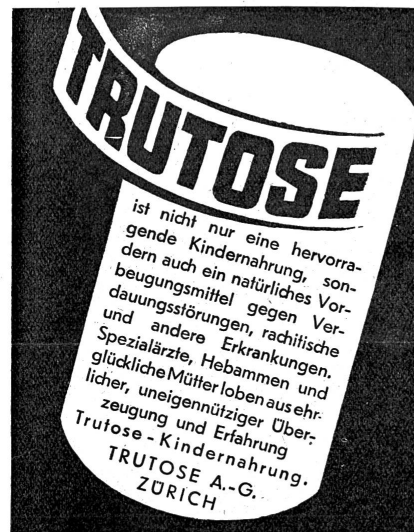 TRUTOSE
ist nicht nur eine hervorra-
gende Kindernahrung, son-
dern auch ein natürliches Vor-
beugungsmittel gegen Ver-
dauungsstörungen, rachitische
und andere Erkrankungen.
Spezialärzte, Hebammen und
glückliche Mütter loben aus ehr-
licher, uneigennütziger Über-
zeugung und Erfahrung
Trutose-Kindernahrung.
TRUTOSE A.-G.
ZÜRICH